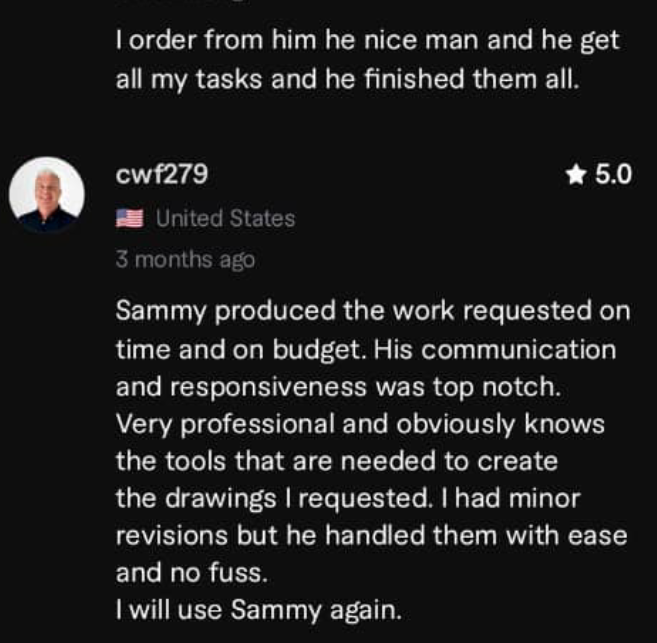 I order from him he nice man and he get
all my tasks and he finished them all.
cwf279
★ 5.0
United States
3 months ago
Sammy produced the work requested on
time and on budget. His communication
and responsiveness was top notch.
Very professional and obviously knows
the tools that are needed to create
the drawings I requested. I had minor
revisions but he handled them with ease
and no fuss.
I will use Sammy again.